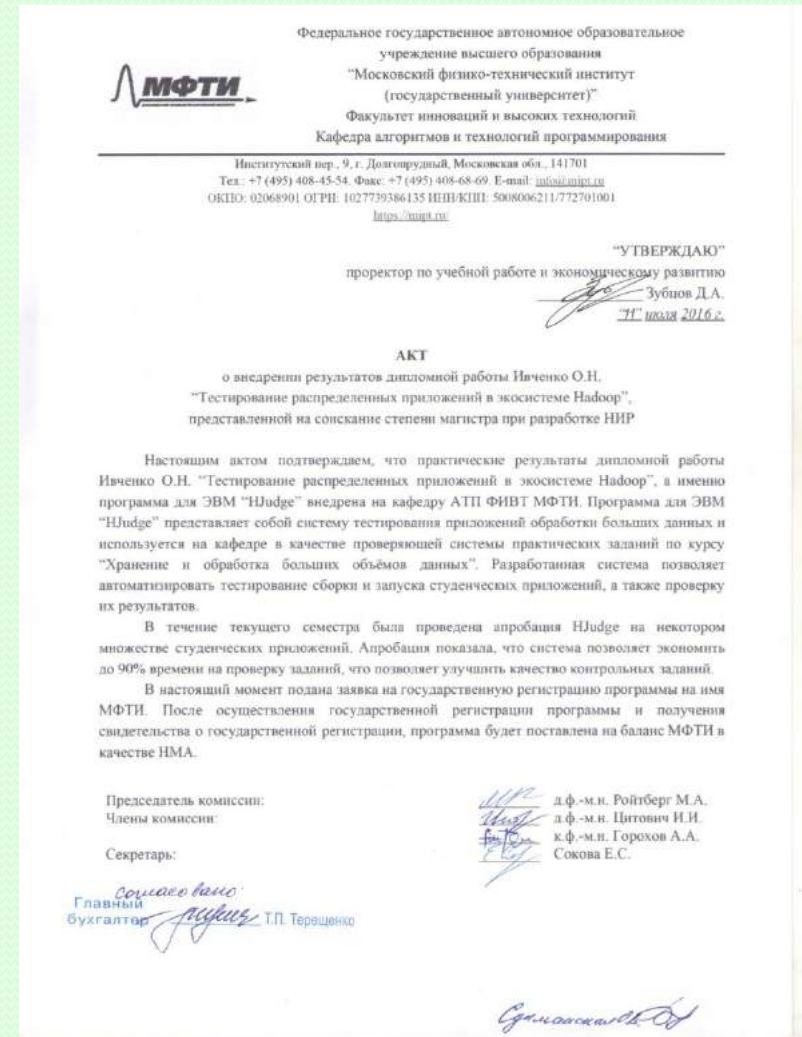 Федеральное государственное автономное образовательное
учреждение высшего образования
“Московский физико-технический институт
(государственный университет)”
Факультет инноваций и высоких технологий
Кафедра алгоритмов и технологий программирования
МФТИ
Институтский пер., 9, г. Долгопрудный, Московская обл., 141701
Тел.: +7 (495) 408-45-54. Факс: +7 (495) 408-68-69. E-mail: info@mipt.ru
ОКПО: 02068901 ОГРН: 1027739386135 ИНН/КПП: 5008006211/772701001
https://mipt.ru/
“УТВЕРЖДАЮ”
проректор по учебной работе и экономическому развитию
Зубцов Д.А.
"11" июля 2016 г.
АКТ
о внедрении результатов дипломной работы Ивченко О.Н.
“Тестирование распределенных приложений в экосистеме Hadoop”,
представленной на соискание степени магистра при разработке НИР
Настоящим актом подтверждаем, что практические результаты дипломной работы
Ивченко О.Н. “Тестирование распределенных приложений в экосистеме Hadoop”, а именно
программа для ЭВМ “HJudge” внедрена на кафедру АТП ФИВТ МФТИ. Программа для ЭВМ
“HJudge” представляет собой систему тестирования приложений обработки больших данных и
используется на кафедре в качестве проверяющей системы практических заданий по курсу
“Хранение и обработка больших объёмов данных”. Разработанная система позволяет
автоматизировать тестирование сборки и запуска студенческих приложений, а также проверку
их результатов.
В течение текущего семестра была проведена апробация HJudge на некотором
множестве студенческих приложений. Апробация показала, что система позволяет экономить
до 90% времени на проверку заданий, что позволяет улучшить качество контрольных заданий.
В настоящий момент подана заявка на государственную регистрацию программы на имя
МФТИ. После осуществления государственной регистрации программы и получения
свидетельства о государственной регистрации, программа будет поставлена на баланс МФТИ в
качестве НМА.
Председатель комиссии: д.ф.-м.н. Ройтберг М.А.
Члены комиссии: д.ф.-м.н. Цитович И.И.
к.ф.-м.н. Горохов А.А.
Секретарь: Сокова Е.С.
согласовано:
Главный
бухгалтер Т.П. Терещенко